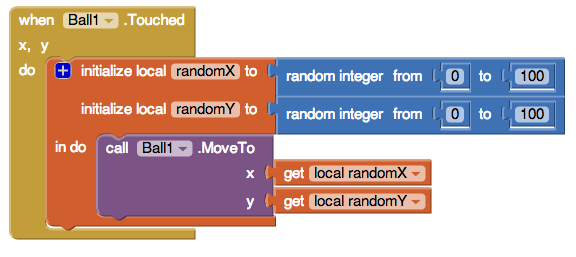 when Ball1 .Touched
x, y
do initialize local randomX to random integer from 0 to 100
initialize local randomY to random integer from 0 to 100
in do call Ball1 .MoveTo
x get local randomX
y get local randomY